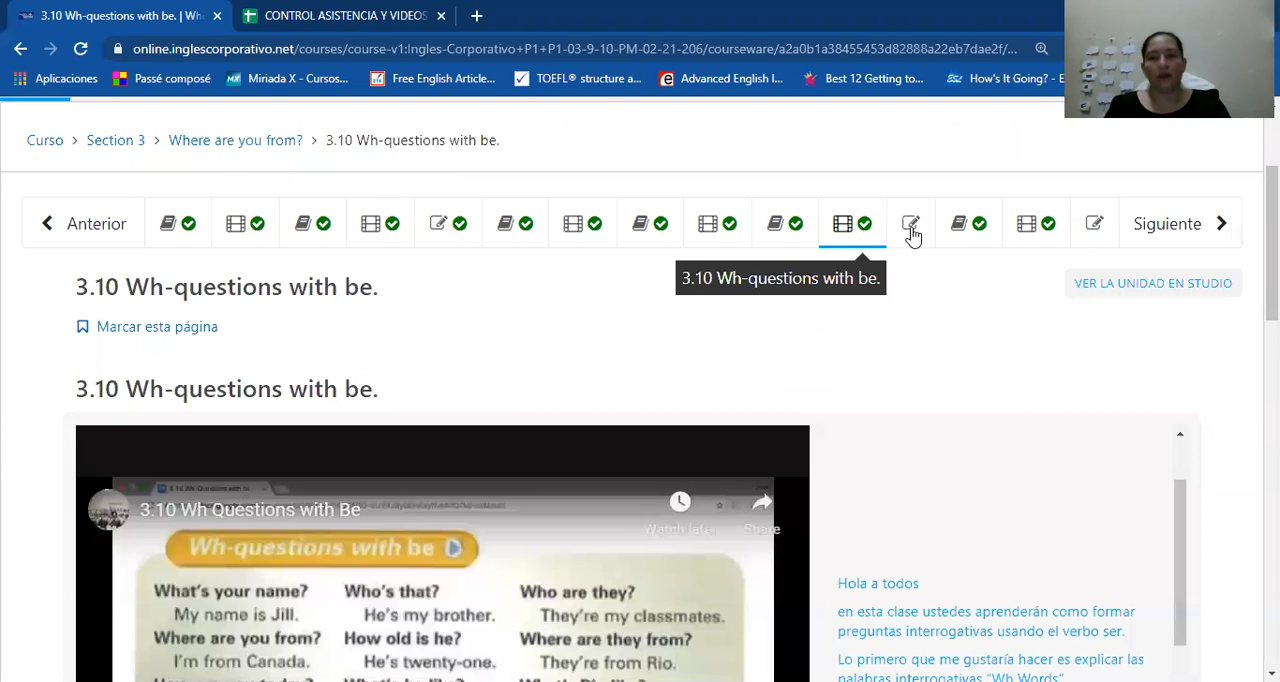 3.10 Wh-questions with be. | Wh
CONTROL ASISTENCIA Y VIDEOS
online.inglescorporativo.net/courses/course-v1:Ingles-Corporativo+P1+P1-03-9-10-PM-02-21-206/courseware/a2a0b1a38455453d82888a22eb7dae2f/...
Aplicaciones
Passé composé
Miriada X - Cursos...
Free English Article...
TOEFL® structure a...
Advanced English I...
Best 12 Getting to...
How's It Going? - E
Curso > Section 3 > Where are you from? > 3.10 Wh-questions with be.
Anterior
Siguiente
3.10 Wh-questions with be.
3.10 Wh-questions with be.
VER LA UNIDAD EN STUDIO
Marcar esta página
3.10 Wh-questions with be.
3.10 Wh Questions with Be
Watch later
Share
Wh-questions with be
What's your name? Who's that? Who are they?
My name is Jill. He's my brother. They're my classmates.
Where are you from? How old is he? Where are they from?
I'm from Canada. He's twenty-one. They're from Rio.
Hola a todos
en esta clase ustedes aprenderán como formar
preguntas interrogativas usando el verbo ser.
Lo primero que me gustaría hacer es explicar las
palabras interrogativas "Wh Words"